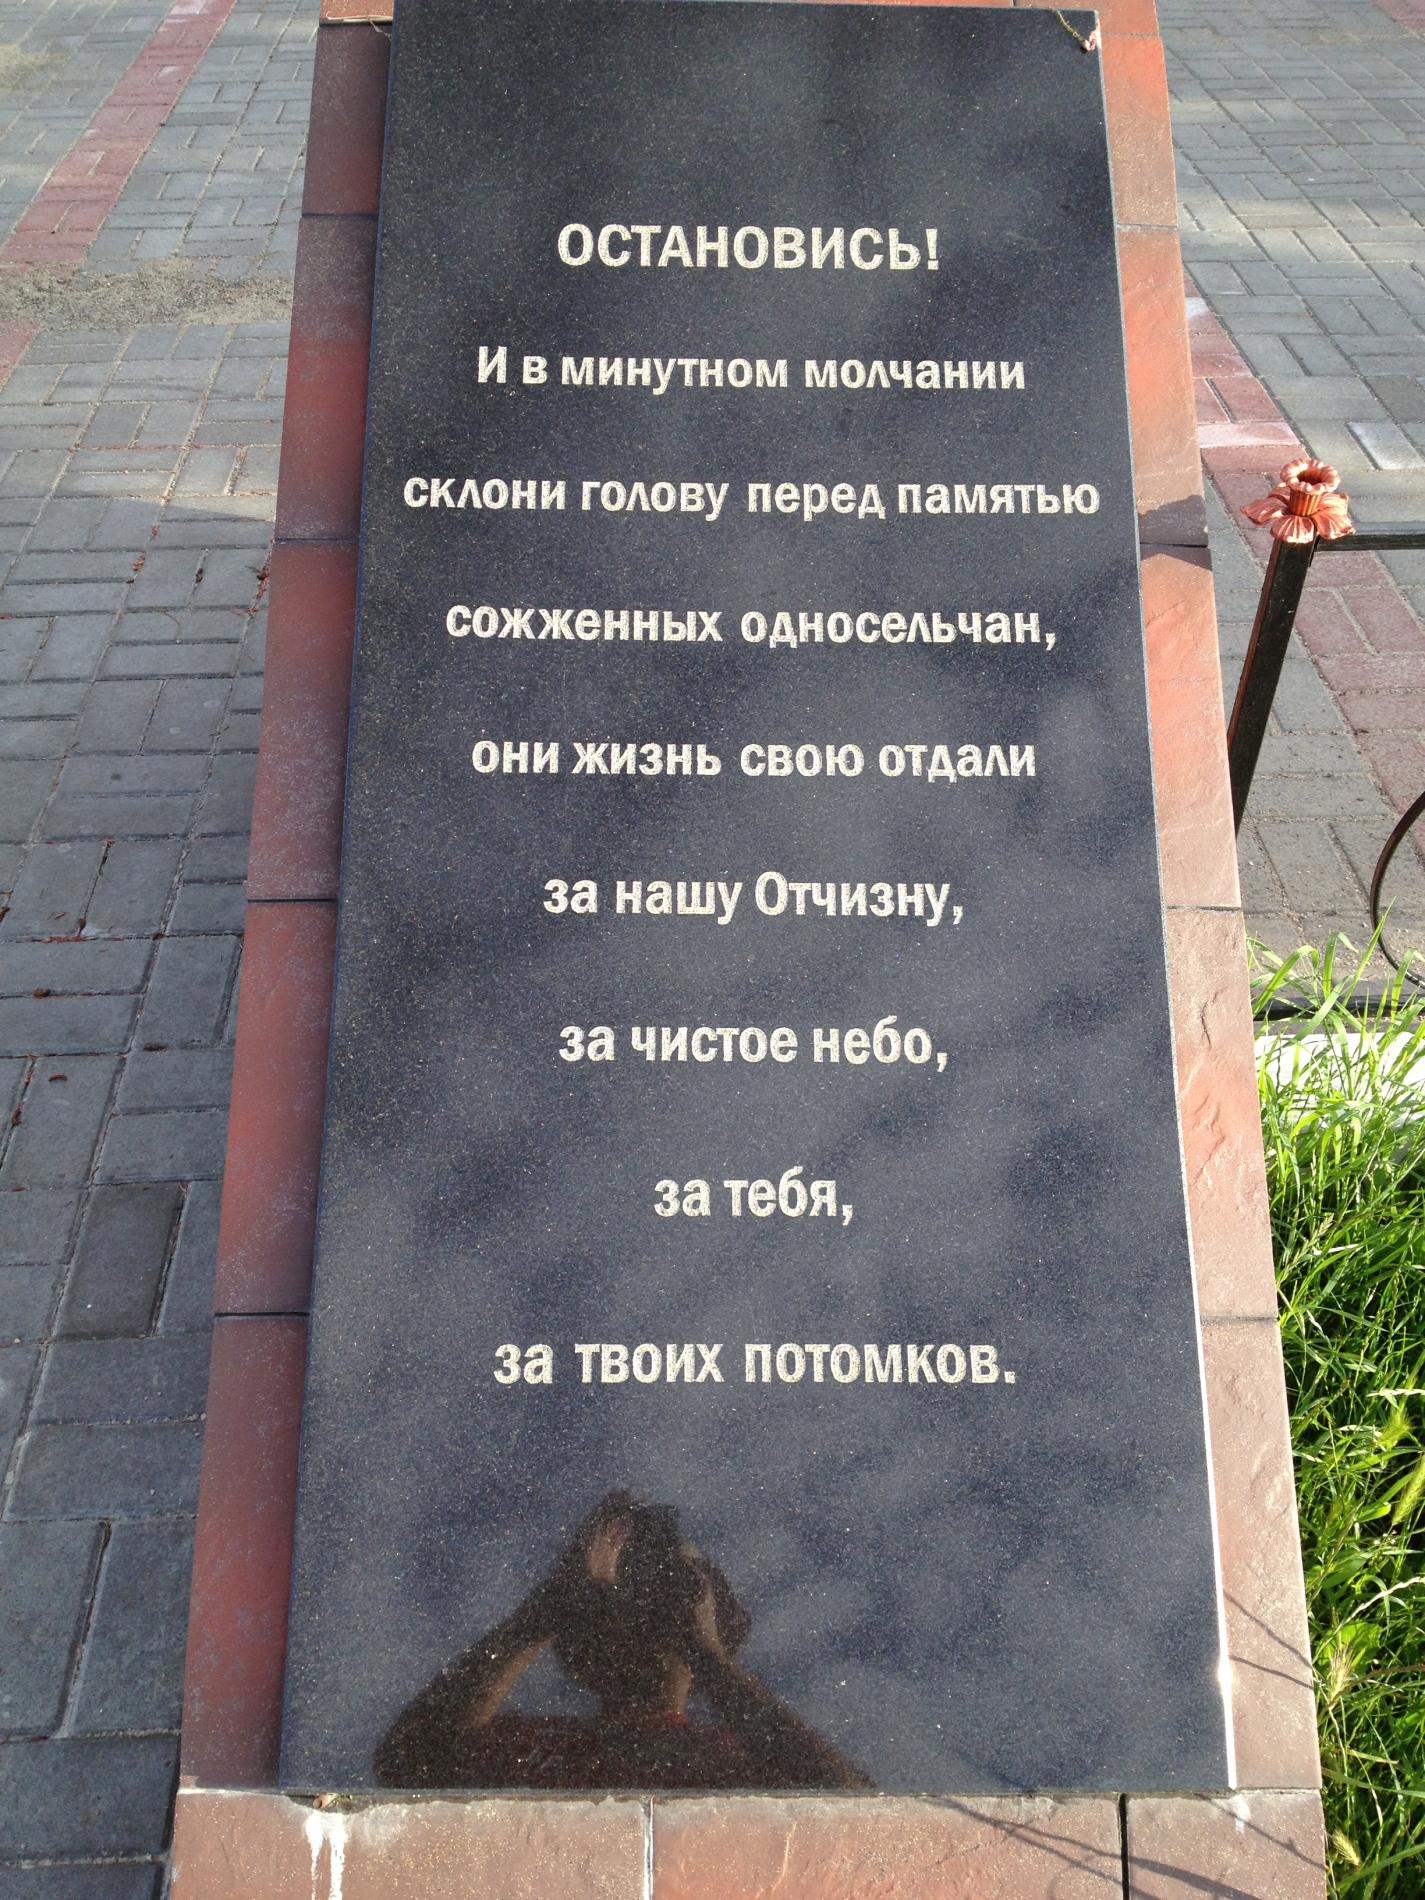 ОСТАНОВИСЬ!
И в минутном молчании
склони голову перед памятью
сожженных односельчан,
они жизнь свою отдали
за нашу Отчизну,
за чистое небо,
за тебя,
за твоих потомков.